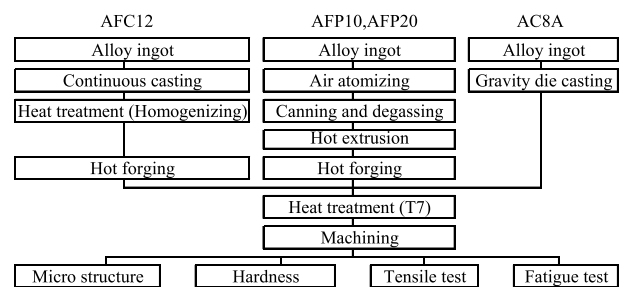 AFC12 AFP10,AFP20 AC8A
Alloy ingot Alloy ingot Alloy ingot
Continuous casting Air atomizing Gravity die casting
Heat treatment (Homogenizing) Canning and degassing
Hot extrusion
Hot forging Hot forging
Heat treatment (T7)
Machining
Micro structure Hardness Tensile test Fatigue test